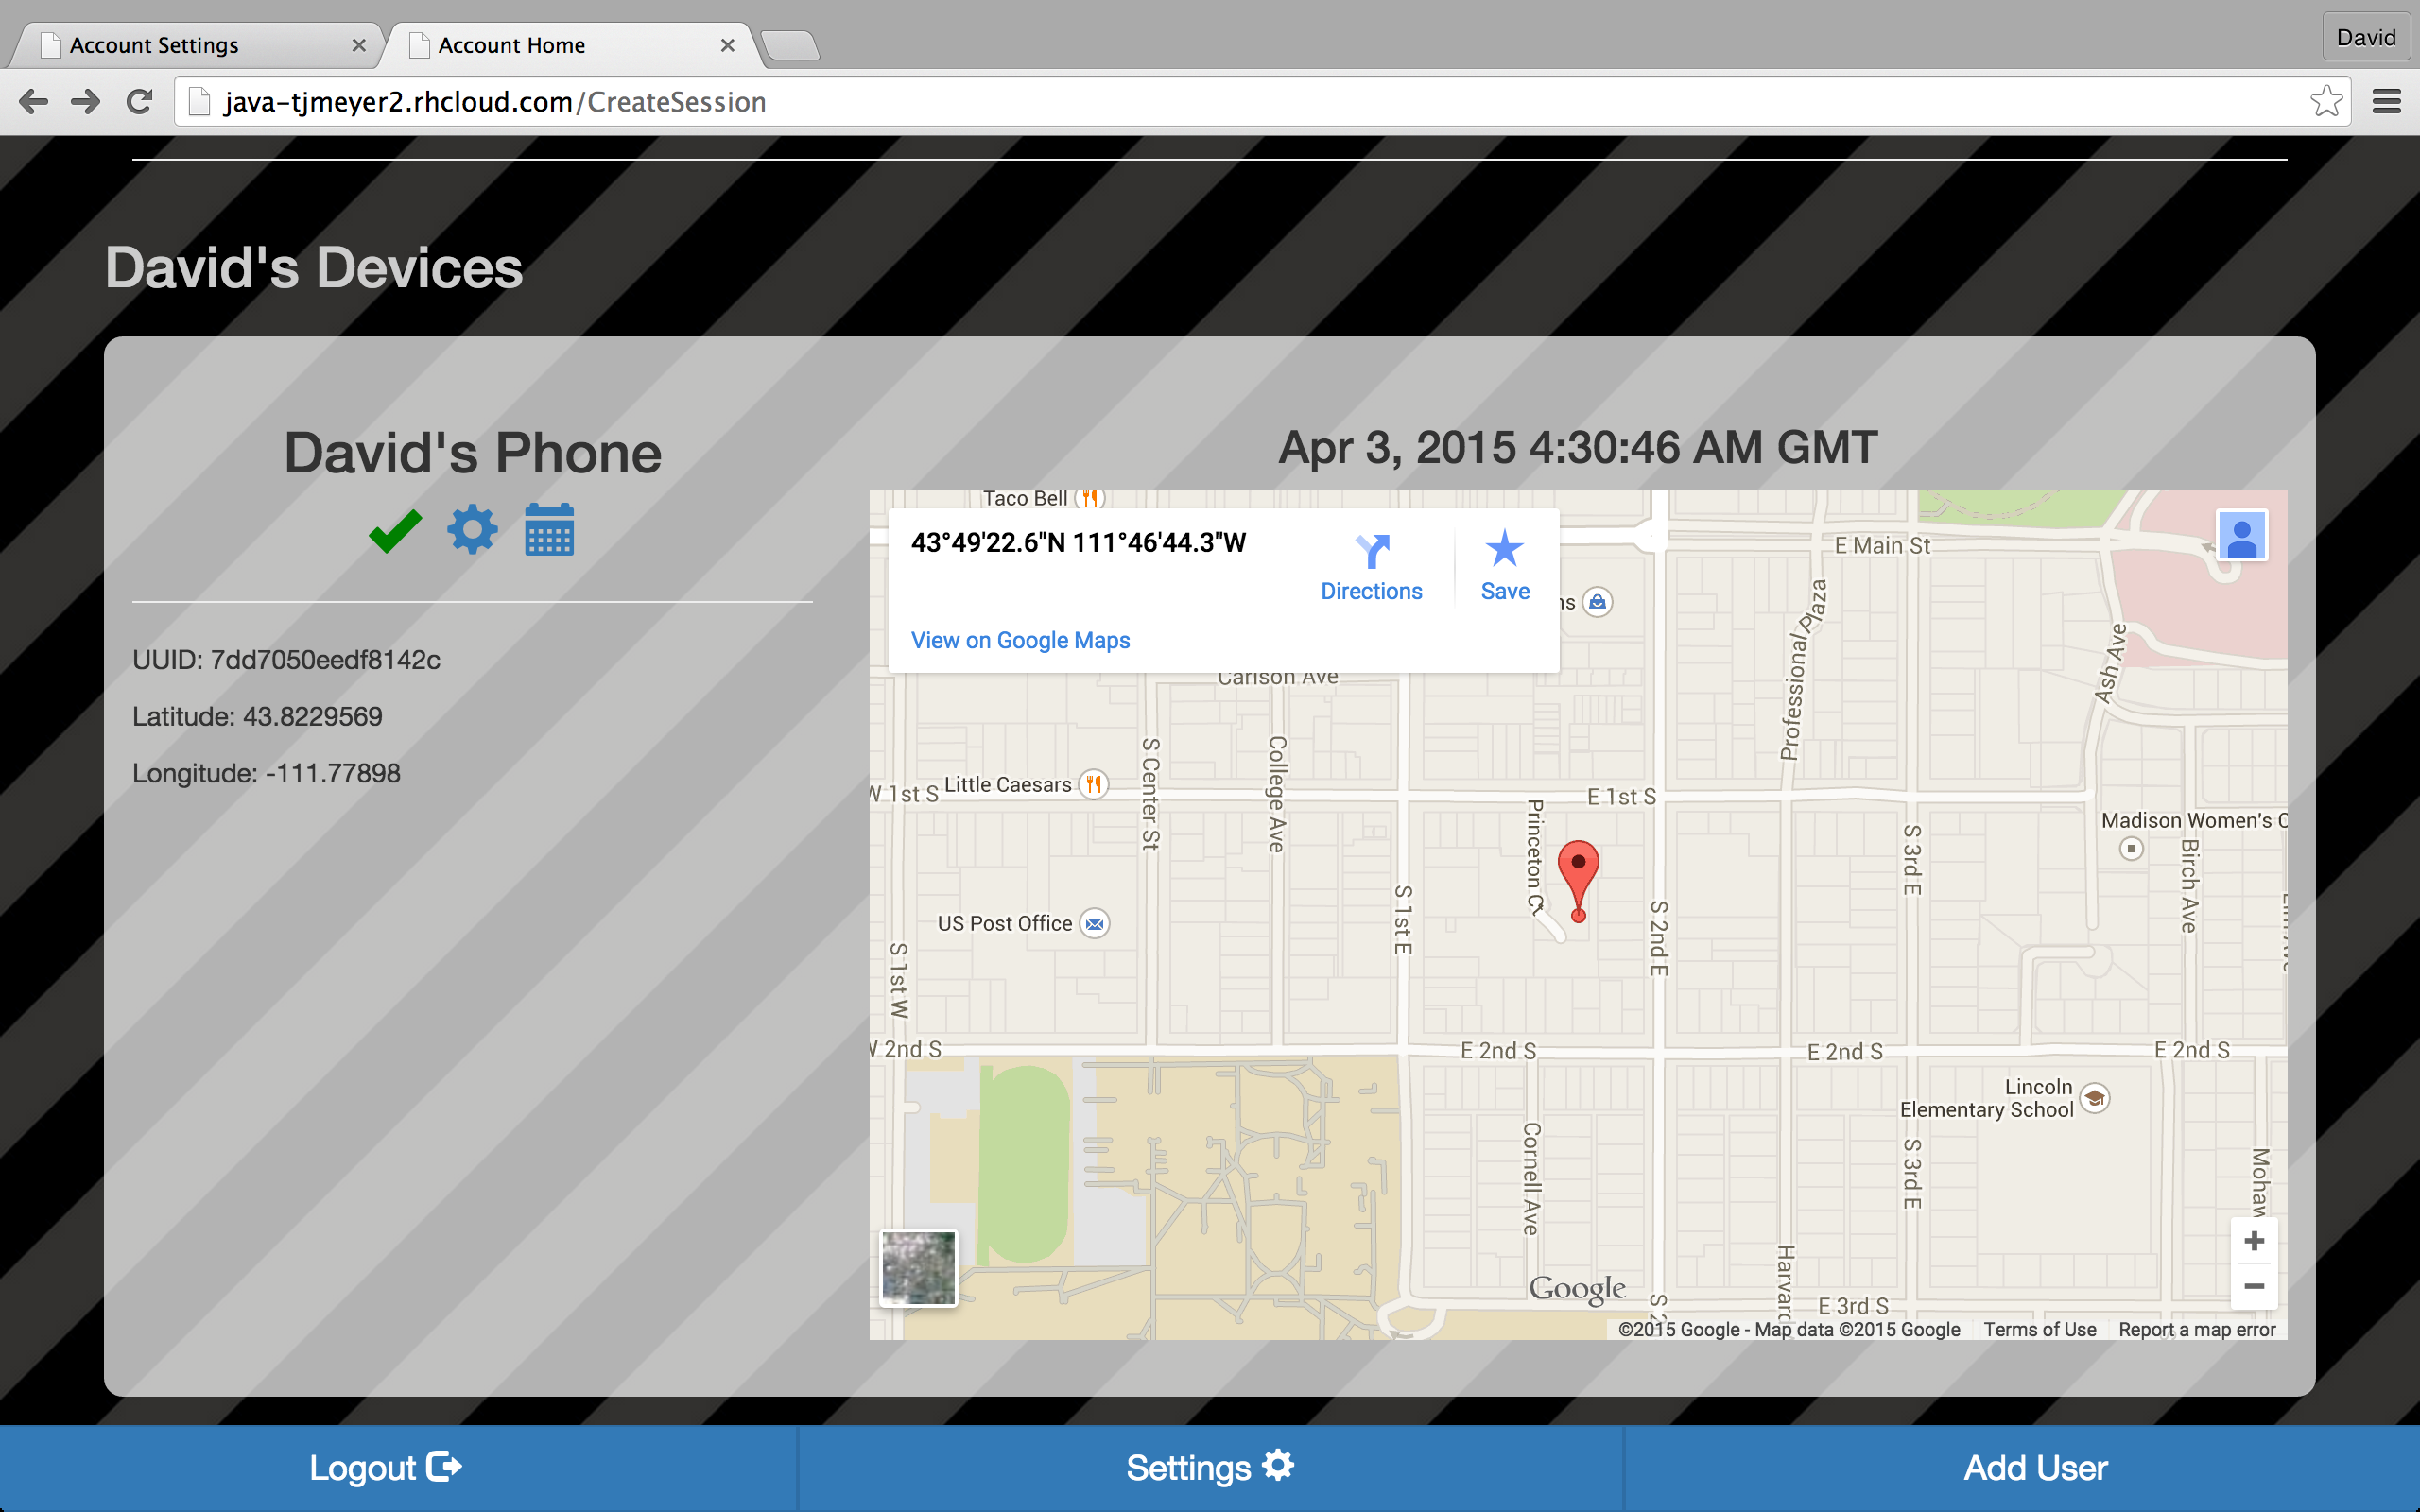 Account Settings
Account Home
David
java-tjmeyer2.rhcloud.com/CreateSession
David's Devices
David's Phone
UUID: 7dd7050eedf8142c
Latitude: 43.8229569
Longitude: -111.77898
Apr 3, 2015 4:30:46 AM GMT
Taco Bell
43°49'22.6"N 111°46'44.3"W
Directions
Save
View on Google Maps
ns
E Main St
Professional Plaza
Ash Ave
Carlson Ave
S Center St
College Ave
W 1st S
Little Caesars
E 1st S
Princeton Ct
Madison Women's C
S 3rd E
Birch Ave
US Post Office
S 1st E
S 2nd E
S 1st W
W 2nd S
E 2nd S
E 2nd S
E 2nd S
Lincoln
Elementary School
Cornell Ave
S 3rd E
Mohaw
Harvard
Google
S 2
E 3rd S
©2015 Google - Map data ©2015 Google
Terms of Use
Report a map error
Logout
Settings
Add User